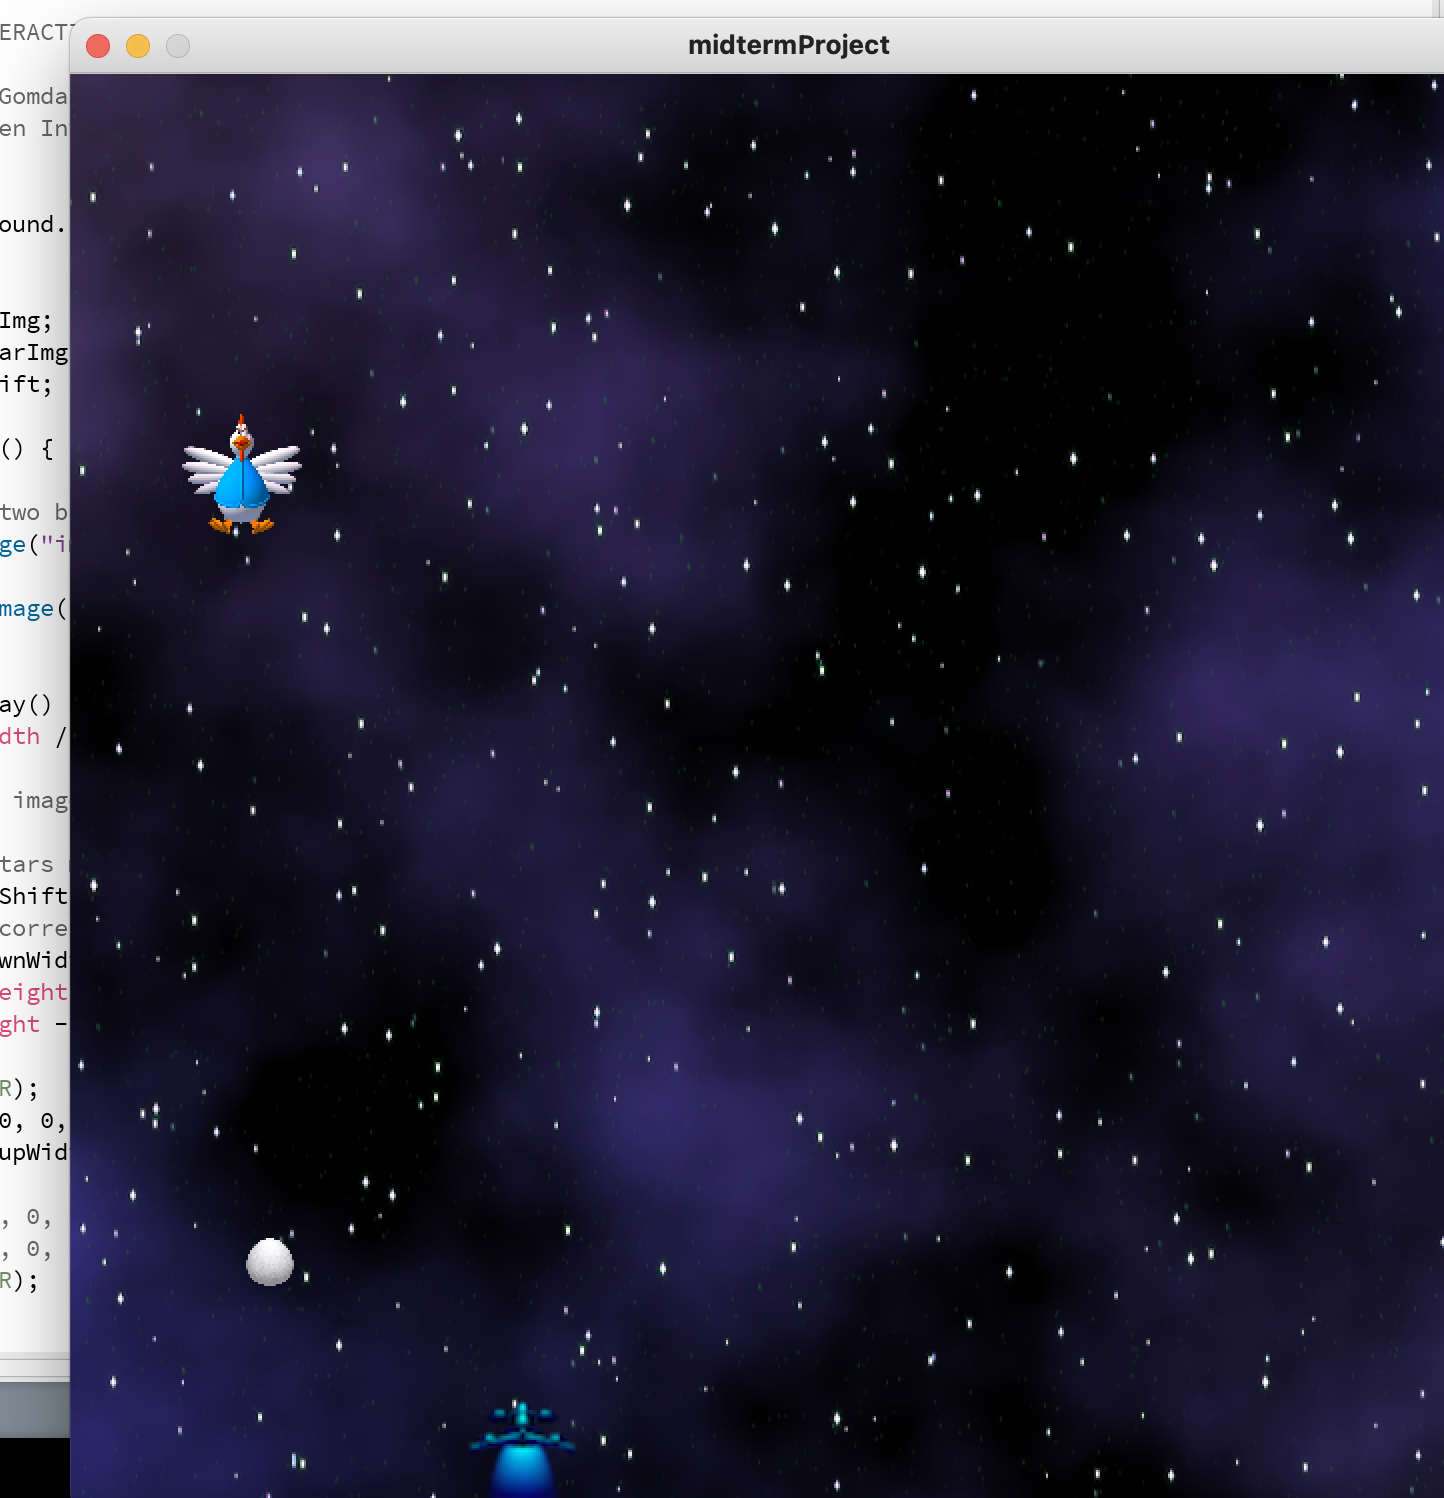 midtermProject
ERACT
Gomda
en In
ound.
Img;
arImg
ift;
() {
two b
ge("i
mage(
ay()
dth /
imag
tars
Shift
corre
wnWid
eight
ght -
R);
0, 0,
upWid
, 0,
, 0,
R);